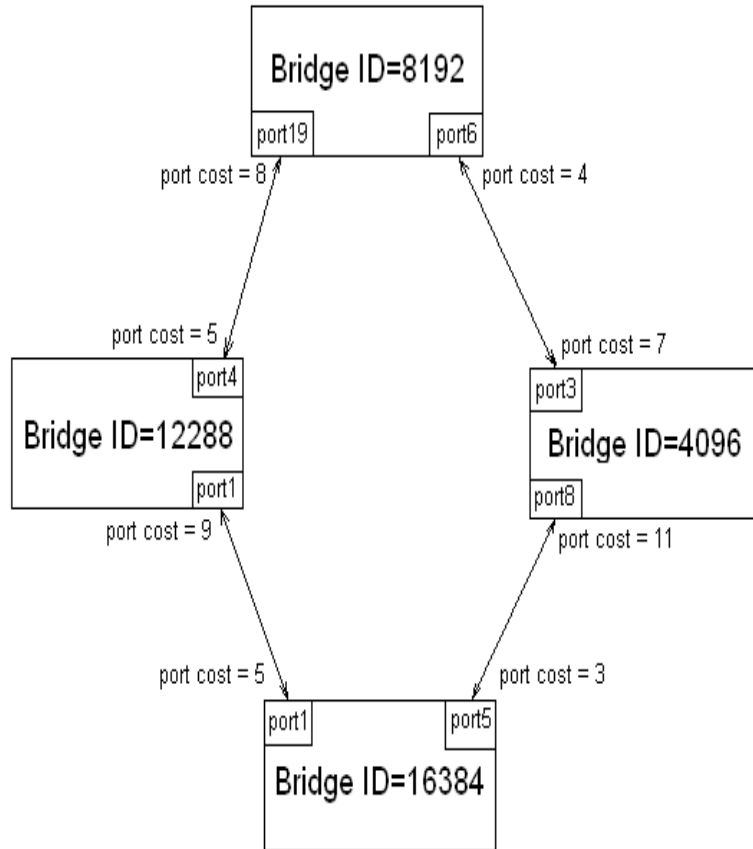 Bridge ID=8192
port19
port6
port cost = 8
port cost = 4
port cost = 5
port cost = 7
port4
port3
Bridge ID=12288
Bridge ID=4096
port1
port8
port cost = 9
port cost = 11
port cost = 5
port cost = 3
port1
port5
Bridge ID=16384